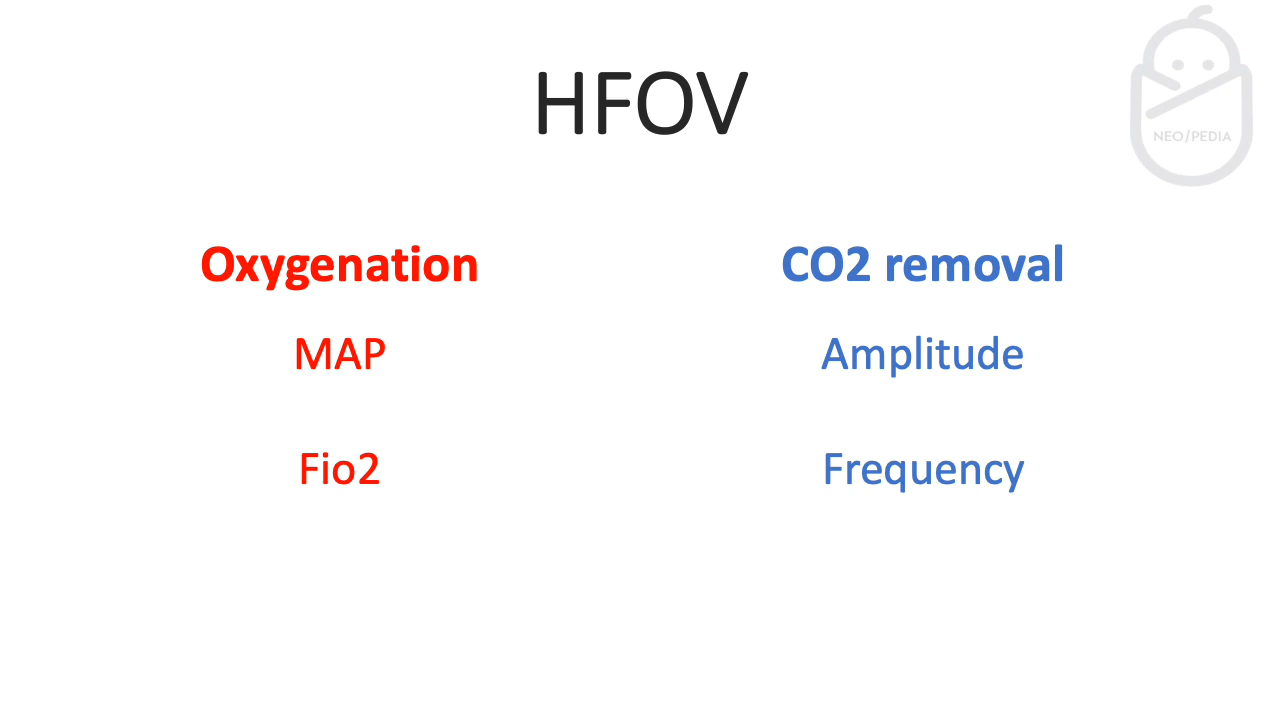 HFOV
NEO/PEDIA
Oxygenation
MAP
Fio2
CO2 removal
Amplitude
Frequency